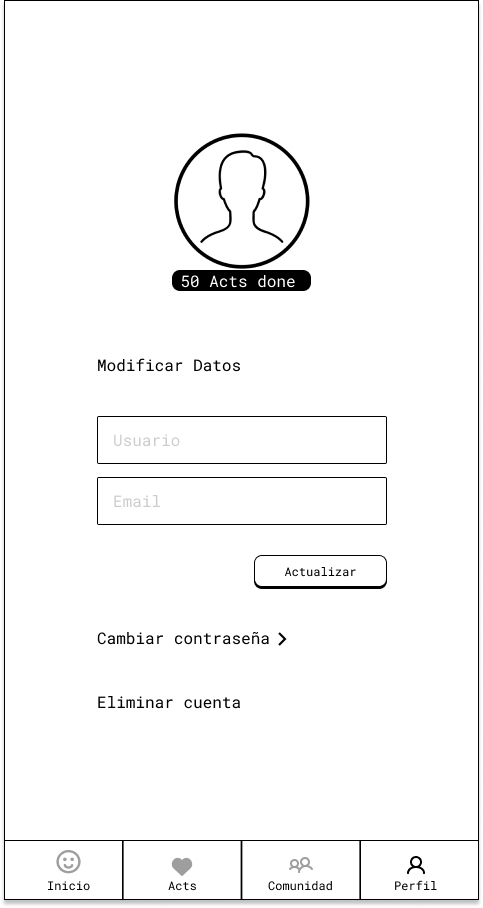 50 Acts done
Modificar Datos
Usuario
Email
Actualizar
Cambiar contraseña
Eliminar cuenta
Inicio
Acts
Comunidad
Perfil